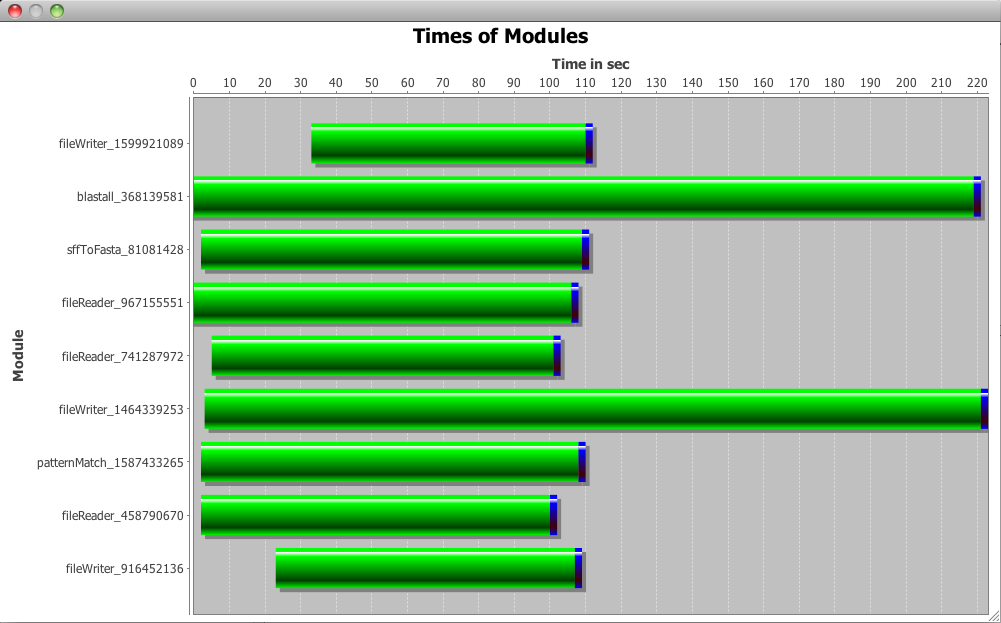 Times of Modules
Time in sec
0 10 20 30 40 50 60 70 80 90 100 110 120 130 140 150 160 170 180 190 200 210 220
Module
fileWriter_1599921089
blastall_368139581
sffToFasta_81081428
fileReader_967155551
fileReader_741287972
fileWriter_1464339253
patternMatch_1587433265
fileReader_458790670
fileWriter_916452136